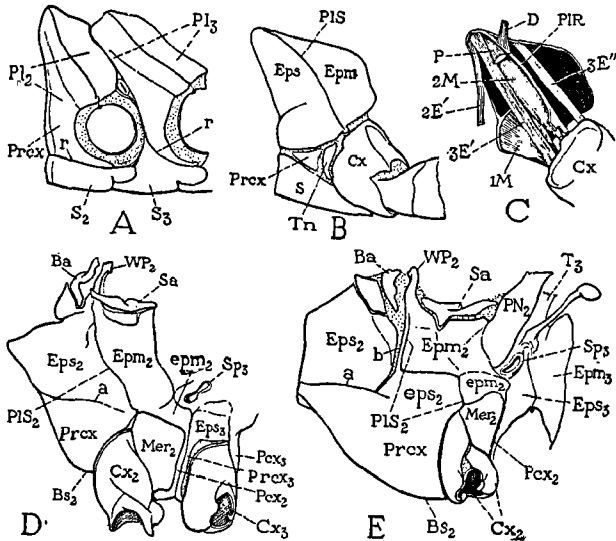 Pl3
Pl2
Prcx
r
r
S2
S3
A
PlS
Eps
Epm
Prcx
Cx
S
Tn
B
D
PlR
P
2M
3E"
2E'
3E'
1M
Cx
C
Ba
WP2
Sa
Eps2
Epm2
epm2
Sp3
PlS2
a
Prcx
Mer2
Eps3
Cx2
Pcx3
Prcx3
Pcx2
Bs2
Cx3
D
Ba
WP2
Sa
T3
PN2
Eps2
b
Epm2
Sp3
a
eps2
epm2
Epm3
PlS2
Mer2
Eps3
Prcx
Pcx2
Bs2
Cx2
E